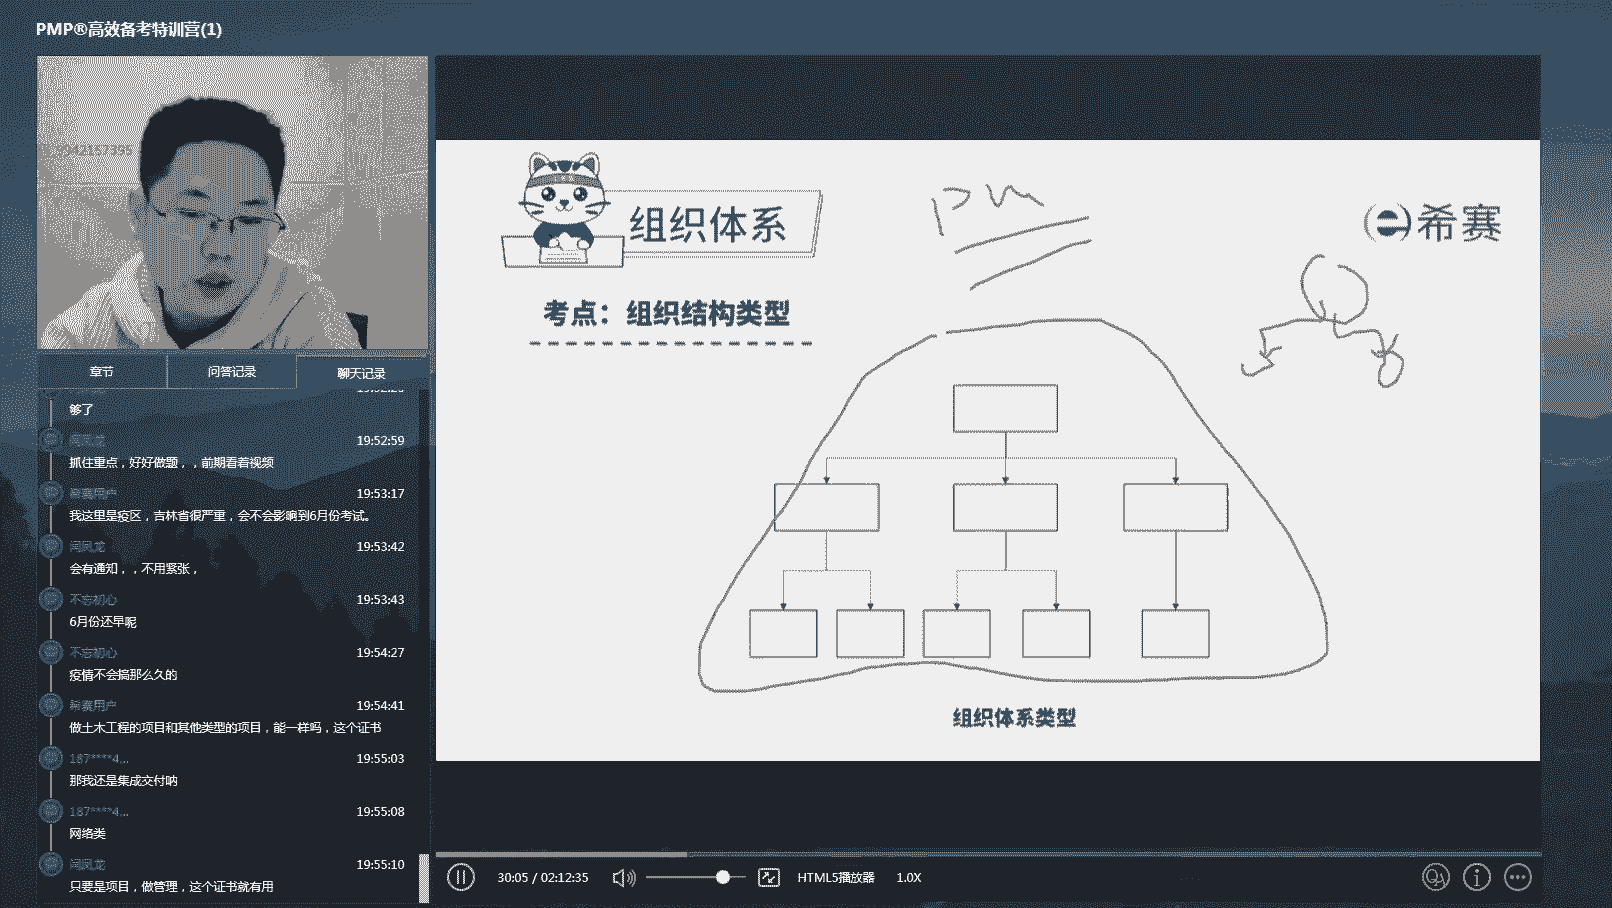 PMP®高效备考特训营(1)
章节
问答记录
聊天记录
够了
闫凤龙
19:52:59
抓住重点，好好做题，，前期看着视频
希赛用户
19:53:17
我这里是疫区，吉林省很严重，会不会影响到6月份考试。
闫凤龙
19:53:42
会有通知，，不用紧张，
不忘初心
19:53:43
6月份还早呢
不忘初心
19:54:27
疫情不会搞那么久的
希赛用户
19:54:41
做土木工程的项目和其他类型的项目，能一样吗，这个证书
187****4...
19:55:03
那我还是集成交付呐
187****4...
19:55:08
网络类
闫凤龙
19:55:10
只要是项目，做管理，这个证书就有用
组织体系
PM
希赛
考点：组织结构类型
组织体系类型
30:05 / 02:12:35
HTML5播放器
1.0X